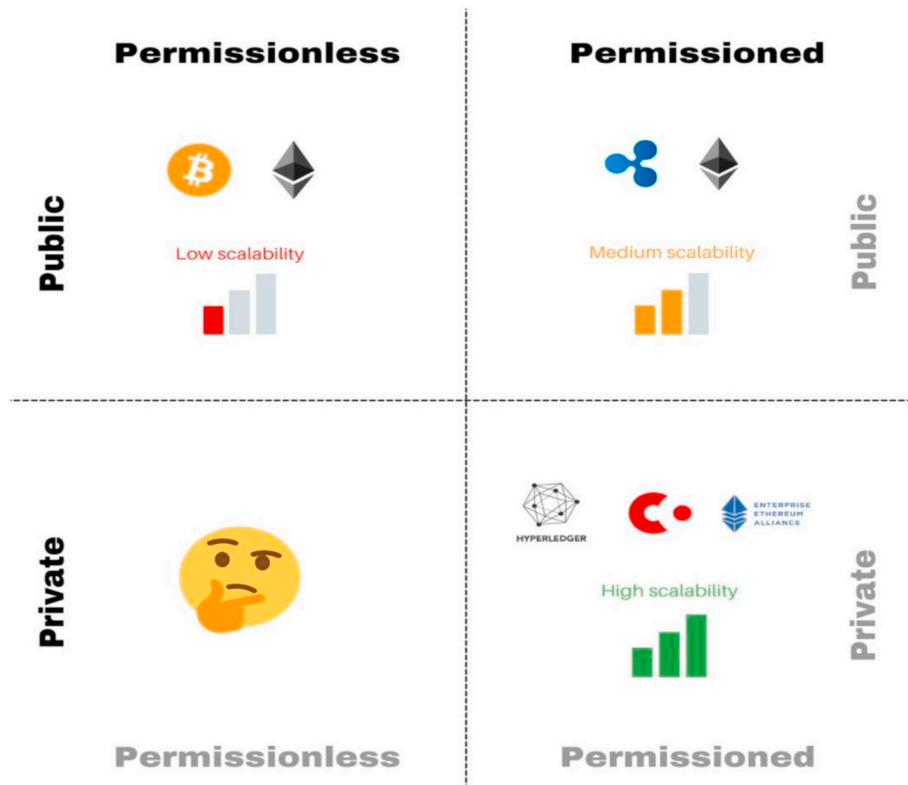 Permissionless
Permissioned
Public
Low scalability
Medium scalability
Public
Private
HYPERLEDGER
ENTERPRISE
ETHEREUM
ALLIANCE
High scalability
Private
Permissionless
Permissioned